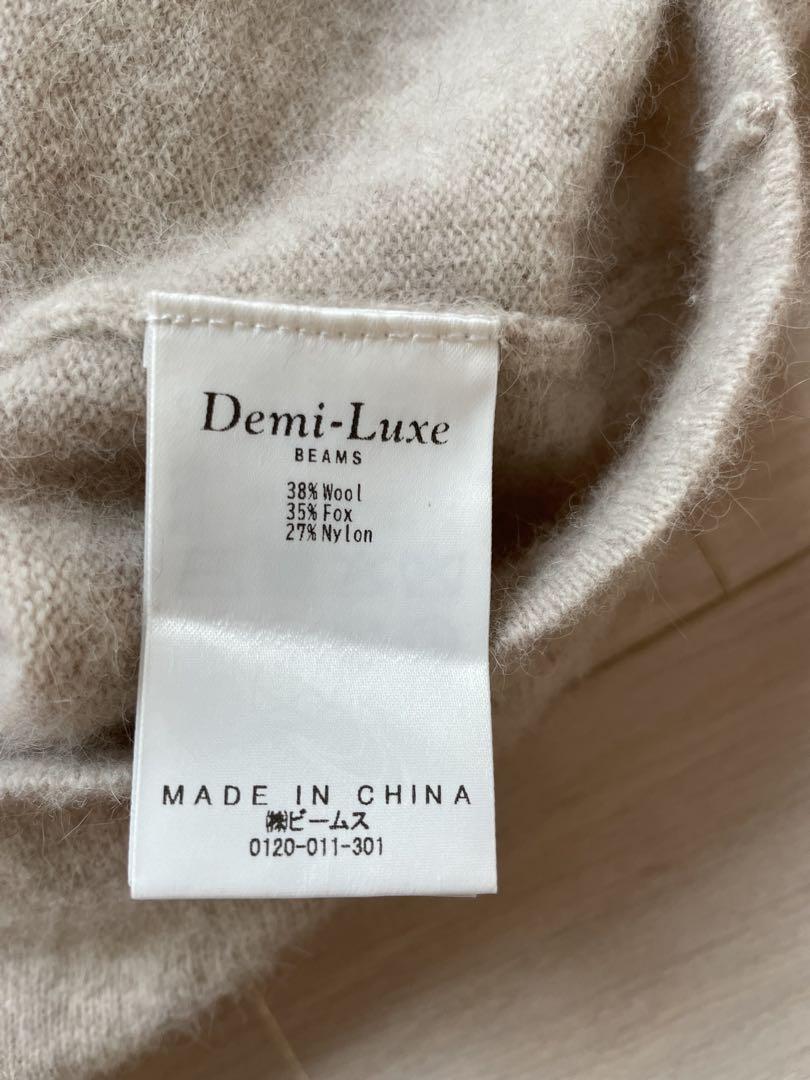 Demi-Luxe
BEAMS
38% Wool
35% Fox
27% Nylon
MADE IN CHINA
㈱ビームス
0120-011-301